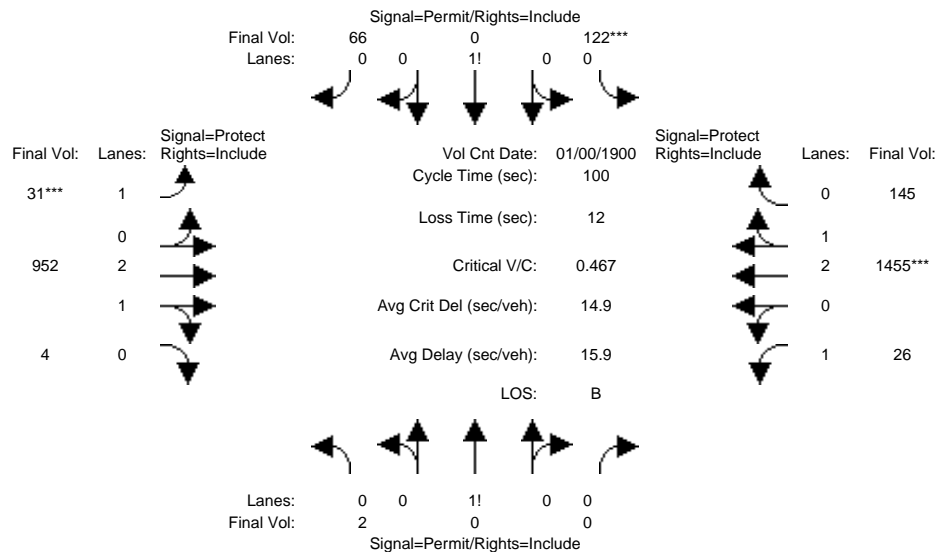 Signal=Permit/Rights=Include
Final Vol: 66 0 122***
Lanes: 0 0 1! 0 0
Signal=Protect Signal=Protect
Final Vol: Lanes: Rights=Include Vol Cnt Date: 01/00/1900 Rights=Include Lanes: Final Vol:
Cycle Time (sec): 100
31*** 1 0 145
Loss Time (sec): 12
0 1
952 2 Critical V/C: 0.467 2 1455***
1 Avg Crit Del (sec/veh): 14.9 0
4 0 Avg Delay (sec/veh): 15.9 1 26
LOS: B
Lanes: 0 0 1! 0 0
Final Vol: 2 0 0
Signal=Permit/Rights=Include